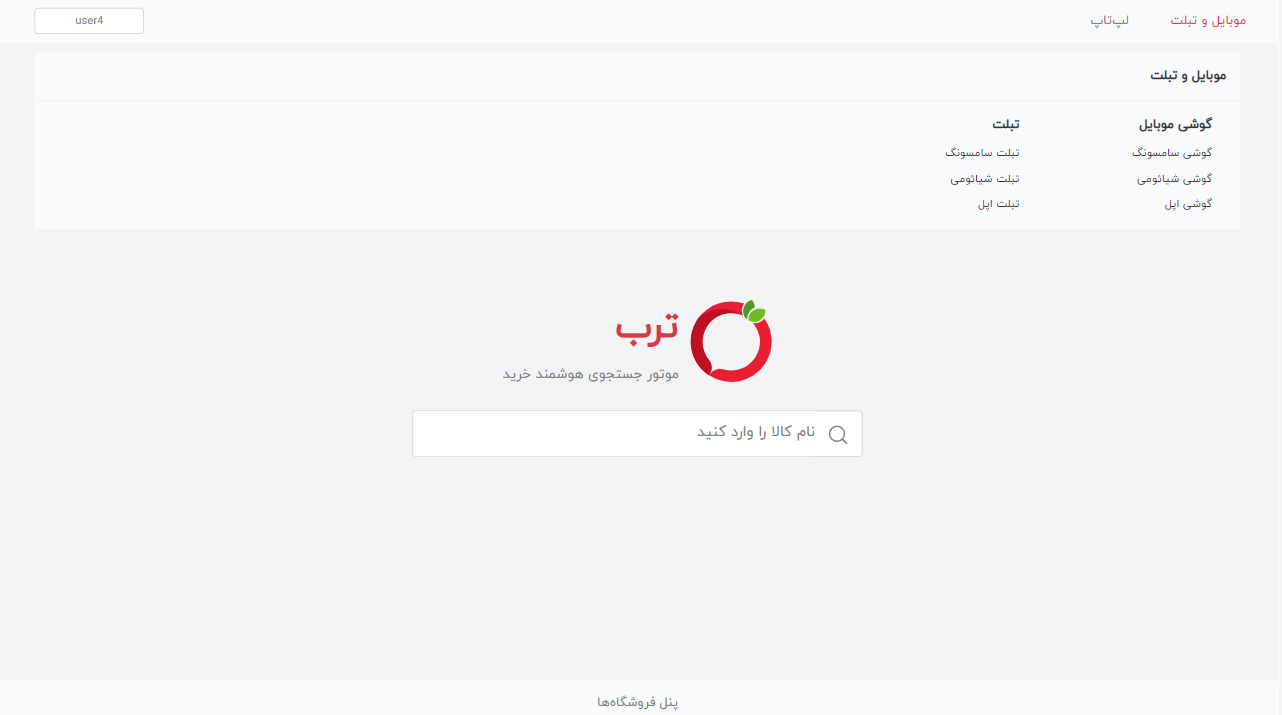 موبایل و تبلت
لپ‌تاپ
user4
موبایل و تبلت
گوشی موبایل
گوشی سامسونگ
گوشی شیائومی
گوشی اپل
تبلت
تبلت سامسونگ
تبلت شیائومی
تبلت اپل
ترب
موتور جستجوی هوشمند خرید
نام کالا را وارد کنید
پنل فروشگاه‌ها